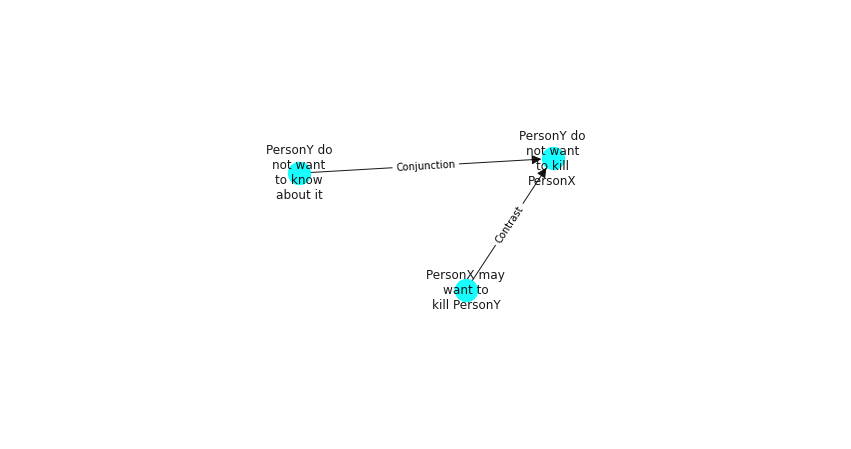 PersonY do
not want
to know
about it
Conjunction
PersonY do
not want
to kill
PersonX
Contrast
PersonX may
want to
kill PersonY